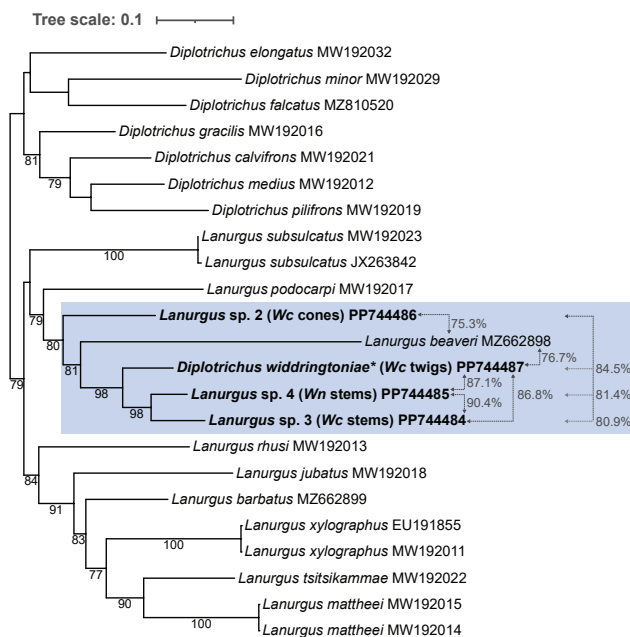 Tree scale: 0.1
Diplotrichus elongatus MW192032
Diplotrichus minor MW192029
Diplotrichus falcatus MZ810520
Diplotrichus gracilis MW192016
81
Diplotrichus calvifrons MW192021
79
Diplotrichus medius MW192012
Diplotrichus pilifrons MW192019
Lanurgus subsulcatus MW192023
100
Lanurgus subsulcatus JX263842
Lanurgus podocarpi MW192017
79
Lanurgus sp. 2 (Wc cones) PP744486
75.3%
80
Lanurgus beaveri MZ662898
81
76.7%
Diplotrichus widdringtoniae* (Wc twigs) PP744487
84.5%
79
98
87.1%
Lanurgus sp. 4 (Wn stems) PP744485
86.8%
81.4%
98
90.4%
Lanurgus sp. 3 (Wc stems) PP744484
80.9%
Lanurgus rhusi MW192013
84
Lanurgus jubatus MW192018
91
Lanurgus barbatus MZ662899
83
Lanurgus xylographus EU191855
100
Lanurgus xylographus MW192011
77
Lanurgus tsitsikammae MW192022
90
Lanurgus mattheei MW192015
100
Lanurgus mattheei MW192014